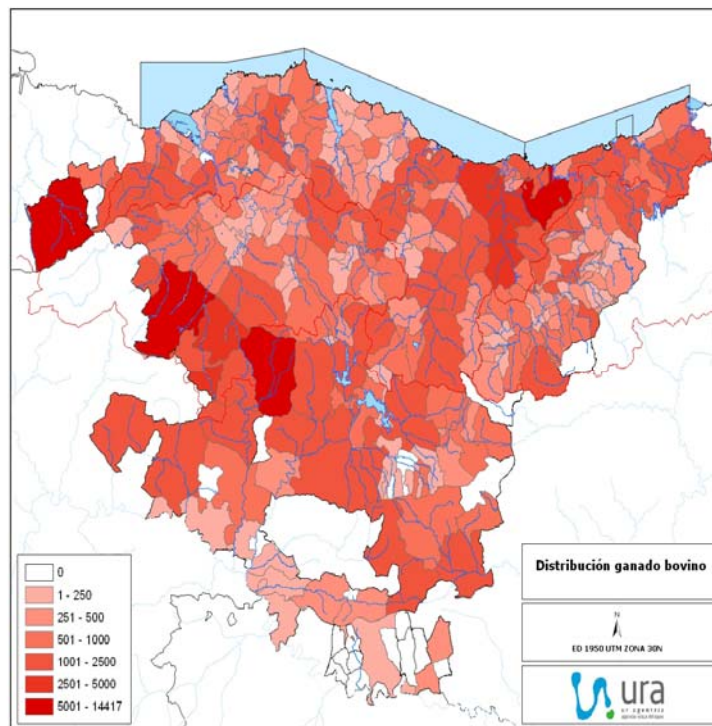 0
1 - 250
251 - 500
501 - 1000
1001 - 2500
2501 - 5000
5001 - 14417
Distribución ganado bovino
N
ED 1950 UTM ZONA 30N
ura